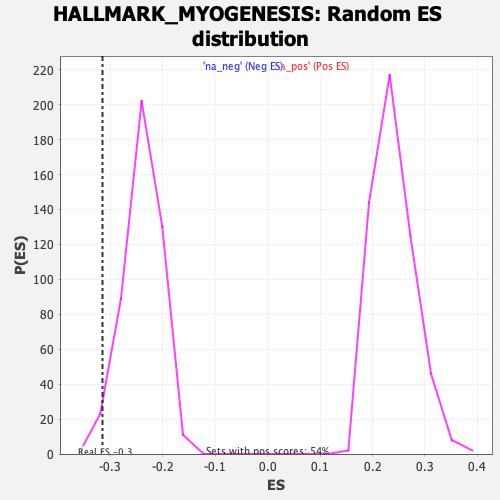 HALLMARK_MYOGENESIS: Random ES
distribution
'na_neg' (Neg ES)
_pos' (Pos ES)
220
200
180
160
140
120
100
80
60
40
20
0
P(ES)
Real ES -0.3
Sets with pos scores: 54%
-0.3 -0.2 -0.1 0.0 0.1 0.2 0.3 0.4
ES